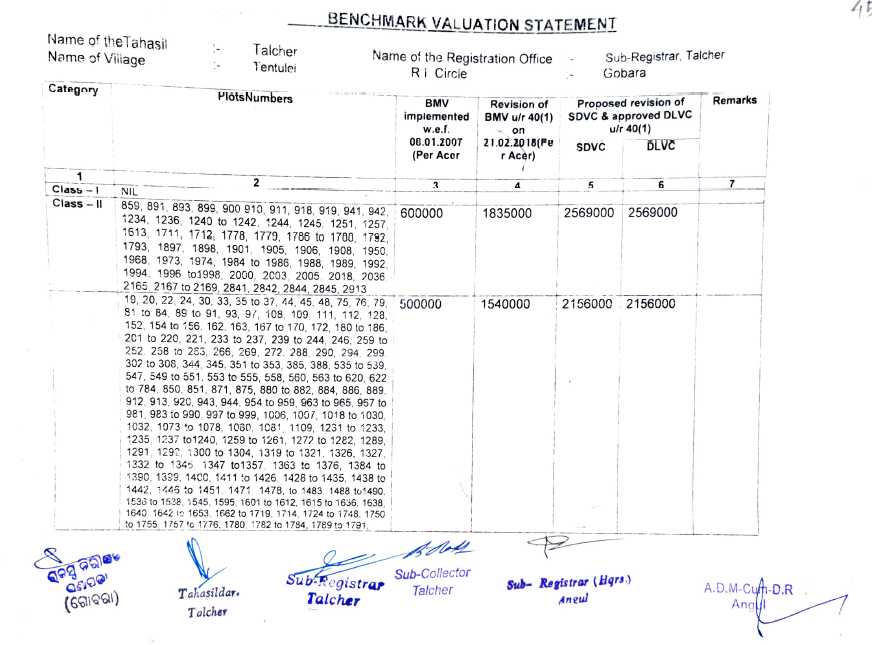 45
BENCHMARK VALUATION STATEMENT
Name of theTahasil :- Talcher
Name of Village :- Tentulei
Name of the Registration Office - Sub-Registrar, Talcher
R.I. Circle :- Gobara
Category
PlotsNumbers
BMV implemented w.e.f. 08.01.2007 (Per Acer
Revision of BMV u/r 40(1) on 21.02.2018(Pe r Acer)
Proposed revision of SDVC & approved DLVC u/r 40(1)
SDVC DLVC
Remarks
1 2 3 4 5 6 7
Class – I NIL
Class – II
859, 891, 893, 899, 900 910, 911, 918, 919, 941, 942,
1234, 1236, 1240 to 1242, 1244, 1245, 1251, 1257,
1613, 1711, 1712, 1778, 1779, 1786 to 1788, 1792,
1793, 1897, 1898, 1901, 1905, 1906, 1908, 1950,
1968, 1973, 1974, 1984 to 1986, 1988, 1989, 1992,
1994, 1996 to1998, 2000, 2003, 2005, 2018, 2036,
2165, 2167 to 2169, 2841, 2842, 2844, 2845, 2913
600000 1835000 2569000 2569000
19, 20, 22, 24, 30, 33, 35 to 37, 44, 45, 48, 75, 76, 79,
81 to 84, 89 to 91, 93, 97, 108, 109, 111, 112, 128,
152, 154 to 156, 162, 163, 167 to 170, 172, 180 to 186,
201 to 220, 221, 233 to 237, 239 to 244, 246, 259 to
252, 258 to 263, 266, 269, 272, 288, 290, 294, 299,
302 to 308, 344, 345, 351 to 353, 385, 388, 535 to 539,
547, 549 to 551, 553 to 555, 558, 560, 563 to 620, 622
to 784, 850, 851, 871, 875, 880 to 882, 884, 886, 889,
912, 913, 920, 943, 944, 954 to 959, 963 to 965, 967 to
981, 983 to 990, 997 to 999, 1006, 1007, 1018 to 1030,
1032, 1073 to 1078, 1080, 1081, 1109, 1231 to 1233,
1235, 1237 to1240, 1259 to 1261, 1272 to 1282, 1289,
1291, 1292, 1300 to 1304, 1319 to 1321, 1326, 1327,
1332 to 1345, 1347 to1357, 1363 to 1376, 1384 to
1390, 1399, 1400, 1411 to 1426, 1428 to 1435, 1438 to
1442, 1446 to 1451, 1471, 1478, to 1483, 1488 to1490,
1536 to 1538, 1545, 1595, 1601 to 1612, 1615 to 1636, 1638,
1640, 1642 to 1653, 1662 to 1719, 1714, 1724 to 1748, 1750
to 1755, 1757 to 1776, 1780, 1782 to 1784, 1789 to 1791,
500000 1540000 2156000 2156000
(ଗୋବରା)
Tahasildar,
Talcher
Sub-Registrar
Talcher
Sub-Collector
Talcher
Sub- Registrar (Hqrs.)
Angul
A.D.M-Cum-D.R
Angul